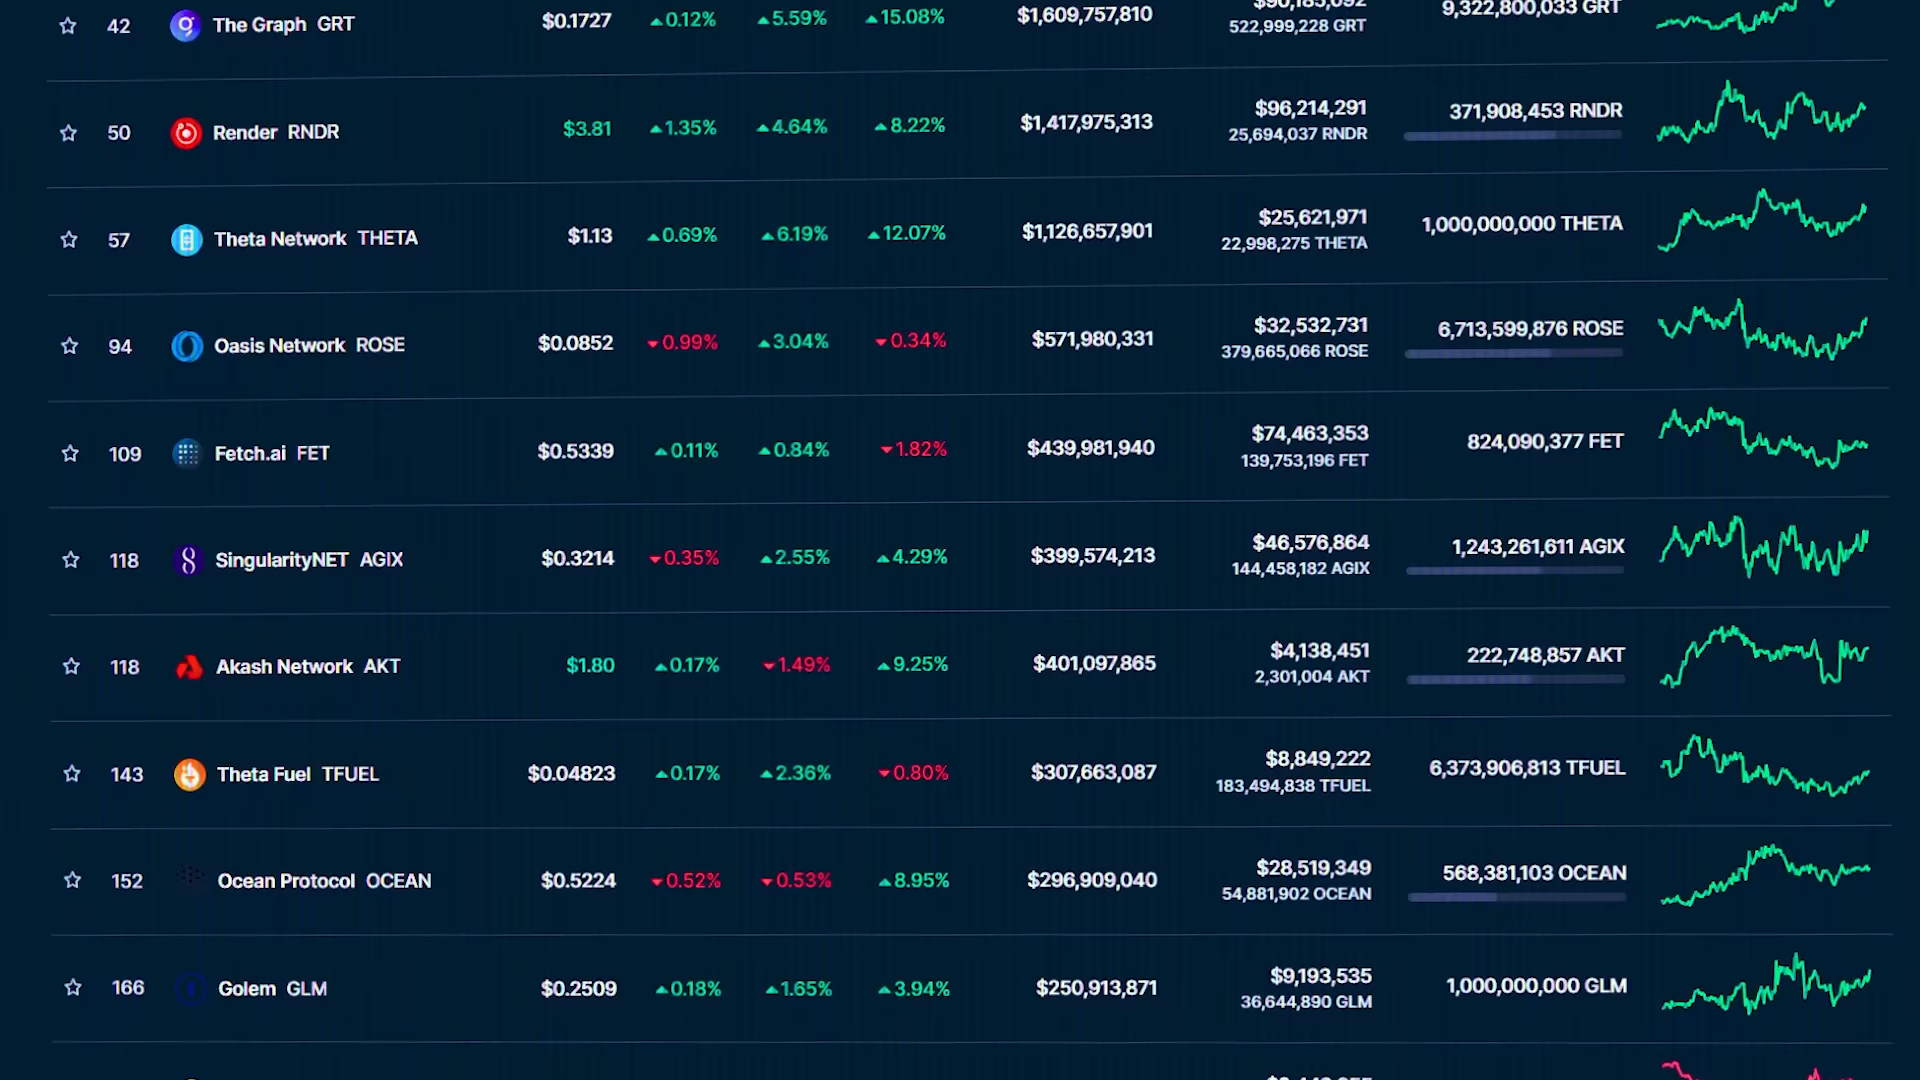 42 The Graph GRT $0.1727 0.12% 5.59% 15.08% $1,609,757,810 $90,185,092 9,322,800,033 GRT
522,999,228 GRT
50 Render RNDR $3.81 1.35% 4.64% 8.22% $1,417,975,313 $96,214,291 371,908,453 RNDR
25,694,037 RNDR
57 Theta Network THETA $1.13 0.69% 6.19% 12.07% $1,126,657,901 $25,621,971 1,000,000,000 THETA
22,998,275 THETA
94 Oasis Network ROSE $0.0852 0.99% 3.04% 0.34% $571,980,331 $32,532,731 6,713,599,876 ROSE
379,665,066 ROSE
109 Fetch.ai FET $0.5339 0.11% 0.84% 1.82% $439,981,940 $74,463,353 824,090,377 FET
139,753,196 FET
118 SingularityNET AGIX $0.3214 0.35% 2.55% 4.29% $399,574,213 $46,576,864 1,243,261,611 AGIX
144,458,182 AGIX
118 Akash Network AKT $1.80 0.17% 1.49% 9.25% $401,097,865 $4,138,451 222,748,857 AKT
2,301,004 AKT
143 Theta Fuel TFUEL $0.04823 0.17% 2.36% 0.80% $307,663,087 $8,849,222 6,373,906,813 TFUEL
183,494,838 TFUEL
152 Ocean Protocol OCEAN $0.5224 0.52% 0.53% 8.95% $296,909,040 $28,519,349 568,381,103 OCEAN
54,881,902 OCEAN
166 Golem GLM $0.2509 0.18% 1.65% 3.94% $250,913,871 $9,193,535 1,000,000,000 GLM
36,644,890 GLM